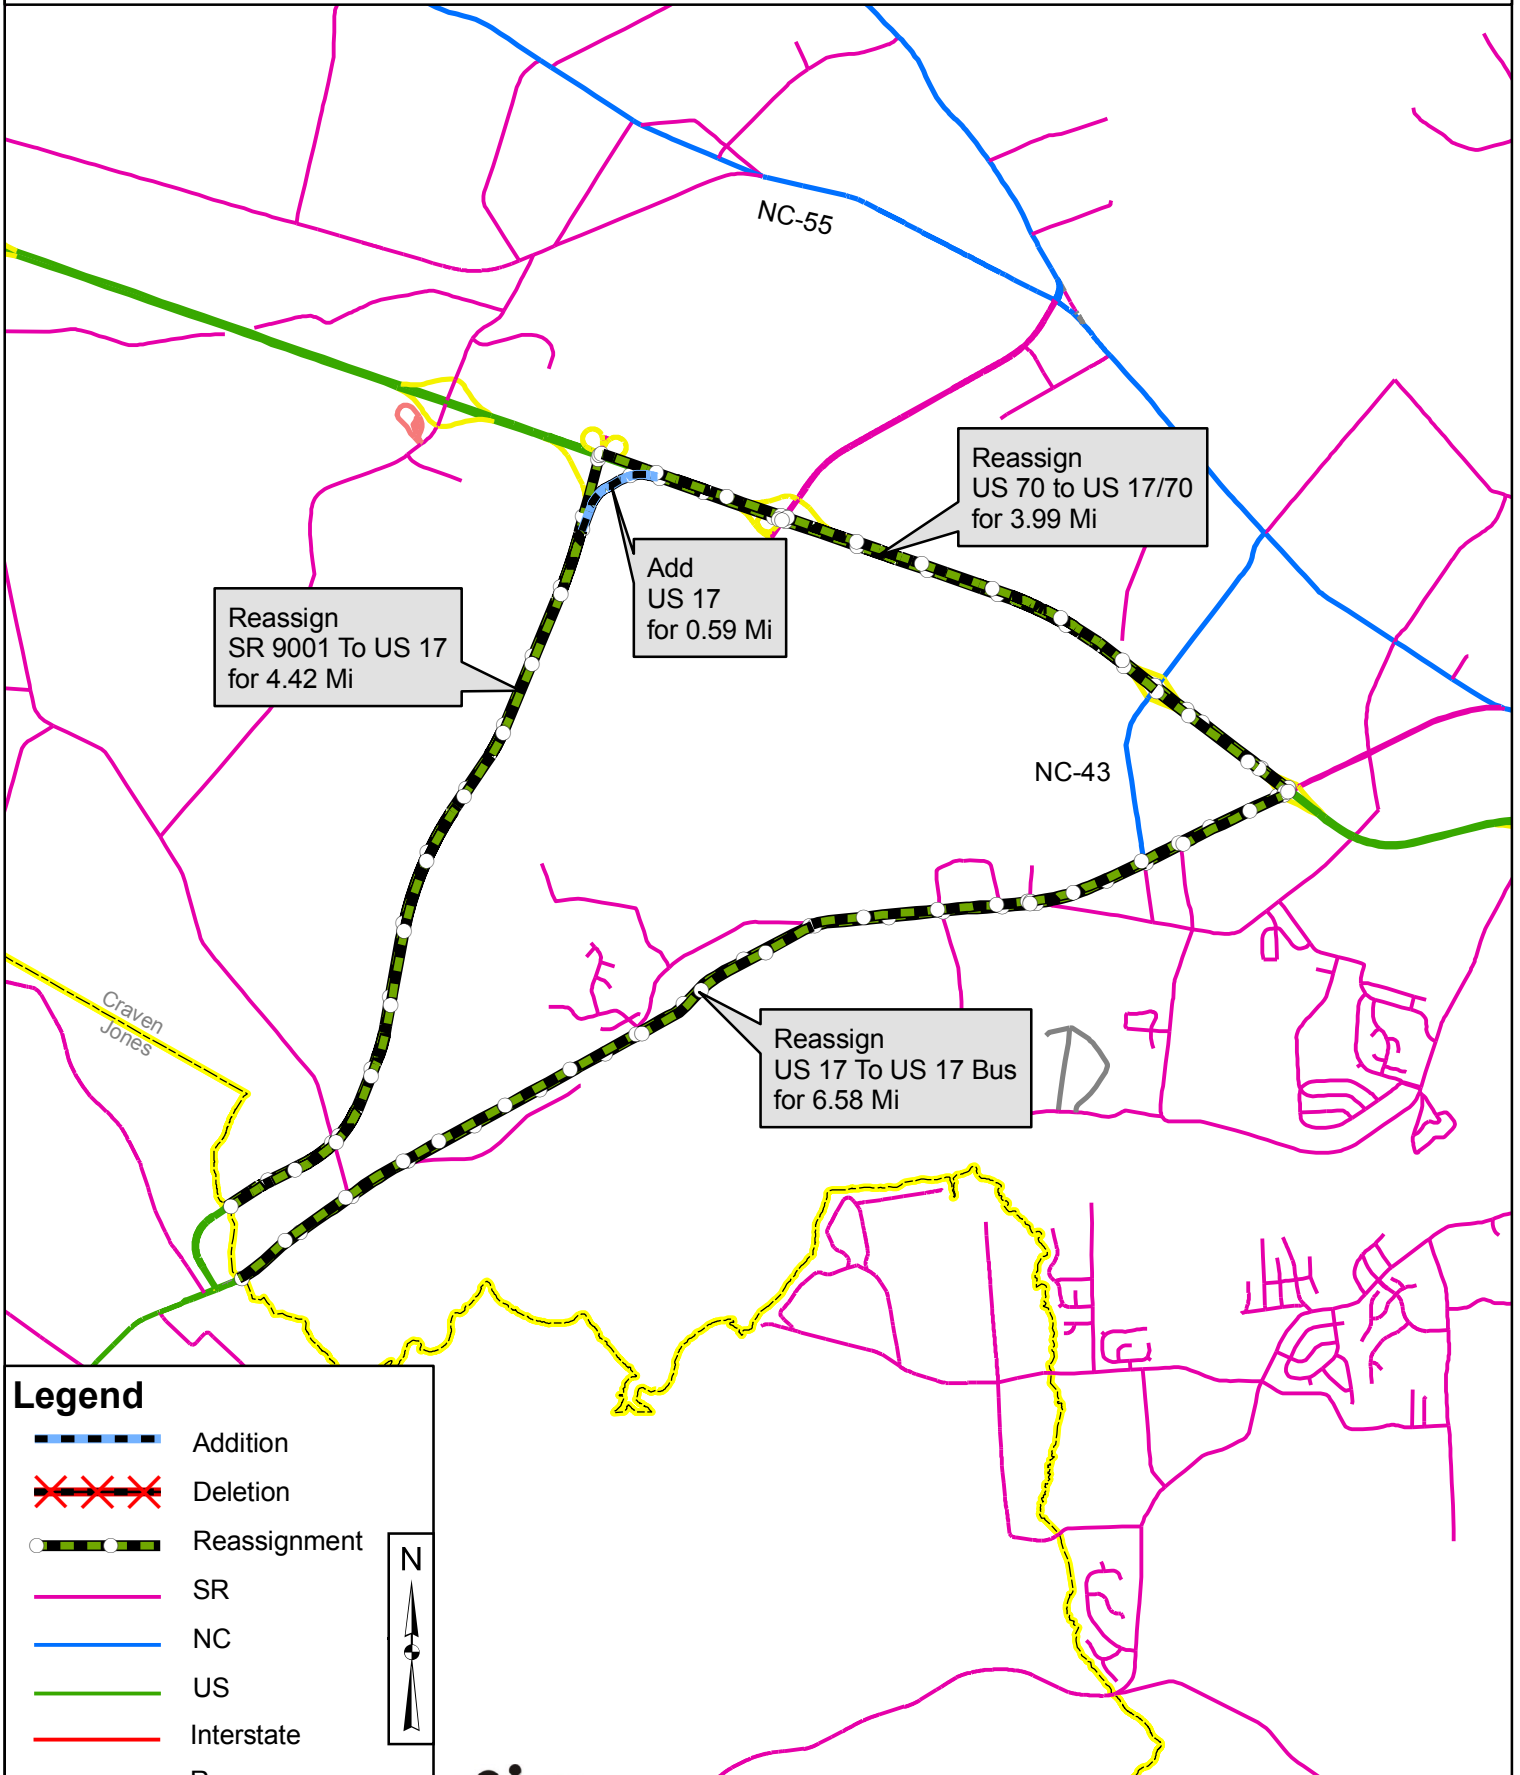 NC-55
Reassign
US 70 to US 17/70
for 3.99 Mi
Add
US 17
for 0.59 Mi
Reassign
SR 9001 To US 17
for 4.42 Mi
NC-43
Craven
Jones
Reassign
US 17 To US 17 Bus
for 6.58 Mi
Legend
Addition
Deletion
Reassignment
N
SR
NC
US
Interstate